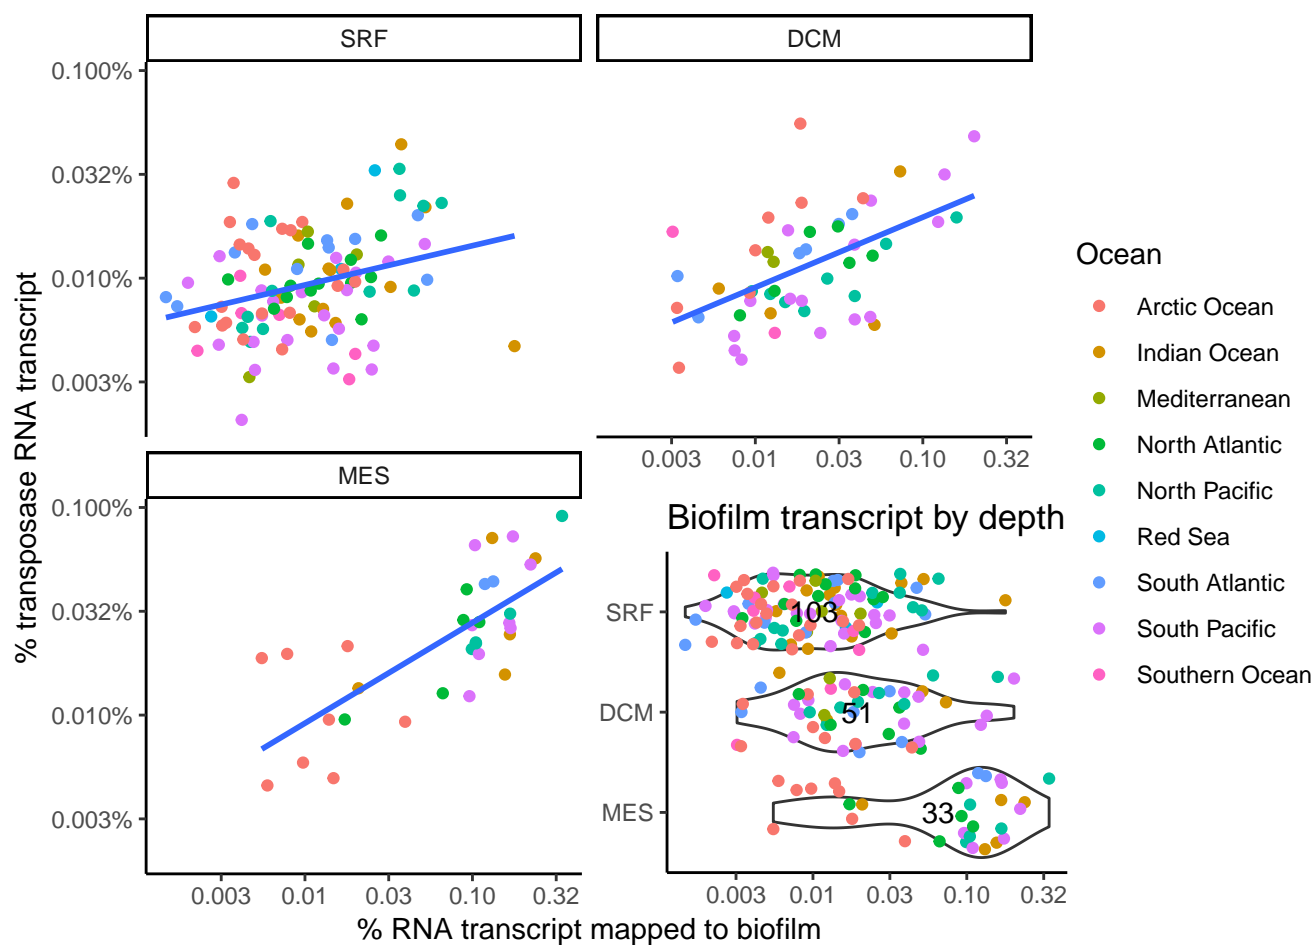 SRF
DCM
0.100%
0.032%
0.010%
0.003%
% transposase RNA transcript
0.003 0.01 0.03 0.10 0.32
MES
0.100%
0.032%
0.010%
0.003%
0.003 0.01 0.03 0.10 0.32
% RNA transcript mapped to biofilm
Biofilm transcript by depth
SRF
103
DCM
51
MES
33
0.003 0.01 0.03 0.10 0.32
Ocean
Arctic Ocean
Indian Ocean
Mediterranean
North Atlantic
North Pacific
Red Sea
South Atlantic
South Pacific
Southern Ocean